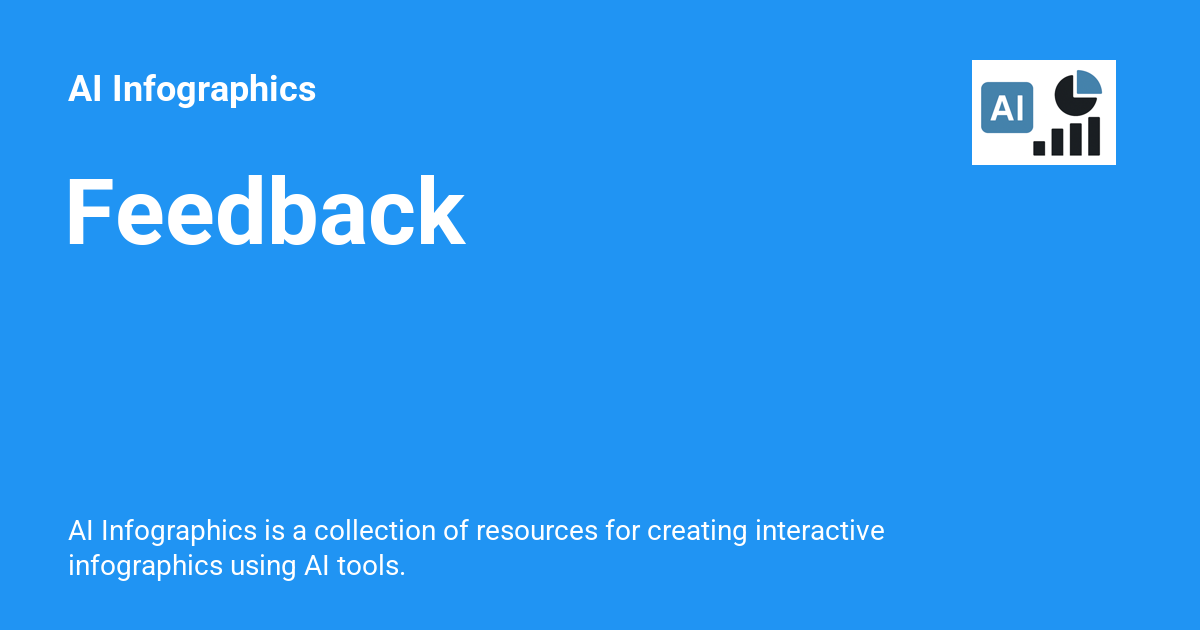 AI Infographics
AI
Feedback
AI Infographics is a collection of resources for creating interactive
infographics using AI tools.